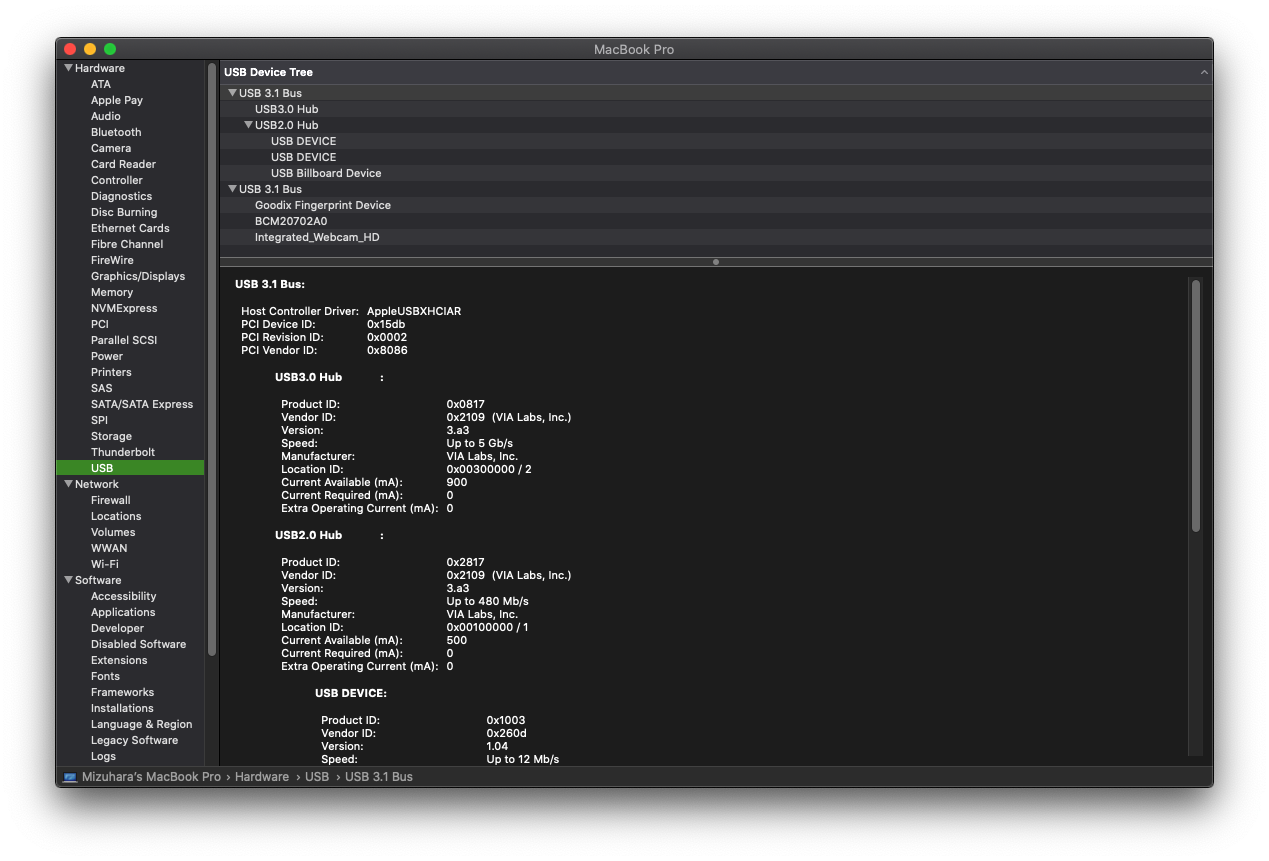 MacBook Pro
Hardware
ATA
Apple Pay
Audio
Bluetooth
Camera
Card Reader
Controller
Diagnostics
Disc Burning
Ethernet Cards
Fibre Channel
FireWire
Graphics/Displays
Memory
NVMExpress
PCI
Parallel SCSI
Power
Printers
SAS
SATA/SATA Express
SPI
Storage
Thunderbolt
USB
Network
Firewall
Locations
Volumes
WWAN
Wi-Fi
Software
Accessibility
Applications
Developer
Disabled Software
Extensions
Fonts
Frameworks
Installations
Language & Region
Legacy Software
Logs
USB Device Tree
USB 3.1 Bus
USB3.0 Hub
USB2.0 Hub
USB DEVICE
USB DEVICE
USB Billboard Device
USB 3.1 Bus
Goodix Fingerprint Device
BCM20702A0
Integrated_Webcam_HD
USB 3.1 Bus:
Host Controller Driver: AppleUSBXHCIAR
PCI Device ID: 0x15db
PCI Revision ID: 0x0002
PCI Vendor ID: 0x8086
USB3.0 Hub :
Product ID: 0x0817
Vendor ID: 0x2109 (VIA Labs, Inc.)
Version: 3.a3
Speed: Up to 5 Gb/s
Manufacturer: VIA Labs, Inc.
Location ID: 0x00300000 / 2
Current Available (mA): 900
Current Required (mA): 0
Extra Operating Current (mA): 0
USB2.0 Hub :
Product ID: 0x2817
Vendor ID: 0x2109 (VIA Labs, Inc.)
Version: 3.a3
Speed: Up to 480 Mb/s
Manufacturer: VIA Labs, Inc.
Location ID: 0x00100000 / 1
Current Available (mA): 500
Current Required (mA): 0
Extra Operating Current (mA): 0
USB DEVICE:
Product ID: 0x1003
Vendor ID: 0x260d
Version: 1.04
Speed: Up to 12 Mb/s
Mizuhara's MacBook Pro › Hardware › USB › USB 3.1 Bus